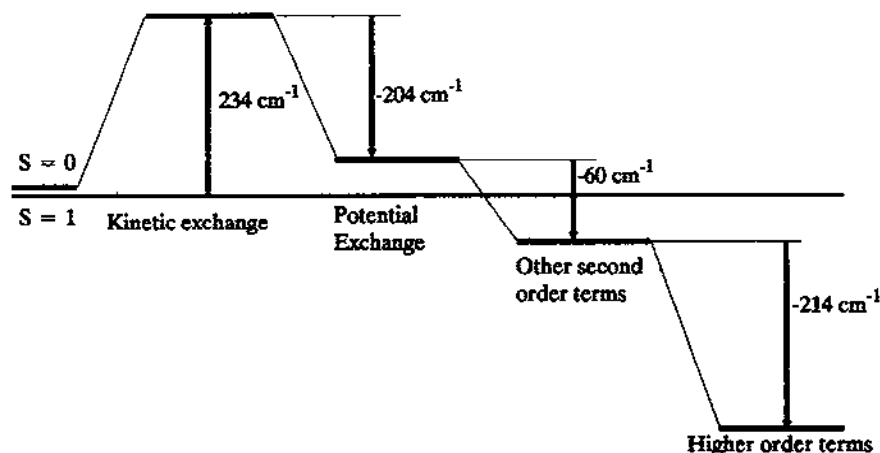 234 cm-1
-204 cm-1
S = 0
-60 cm-1
S = 1
Kinetic exchange
Potential
Exchange
Other second
order terms
-214 cm-1
Higher order terms